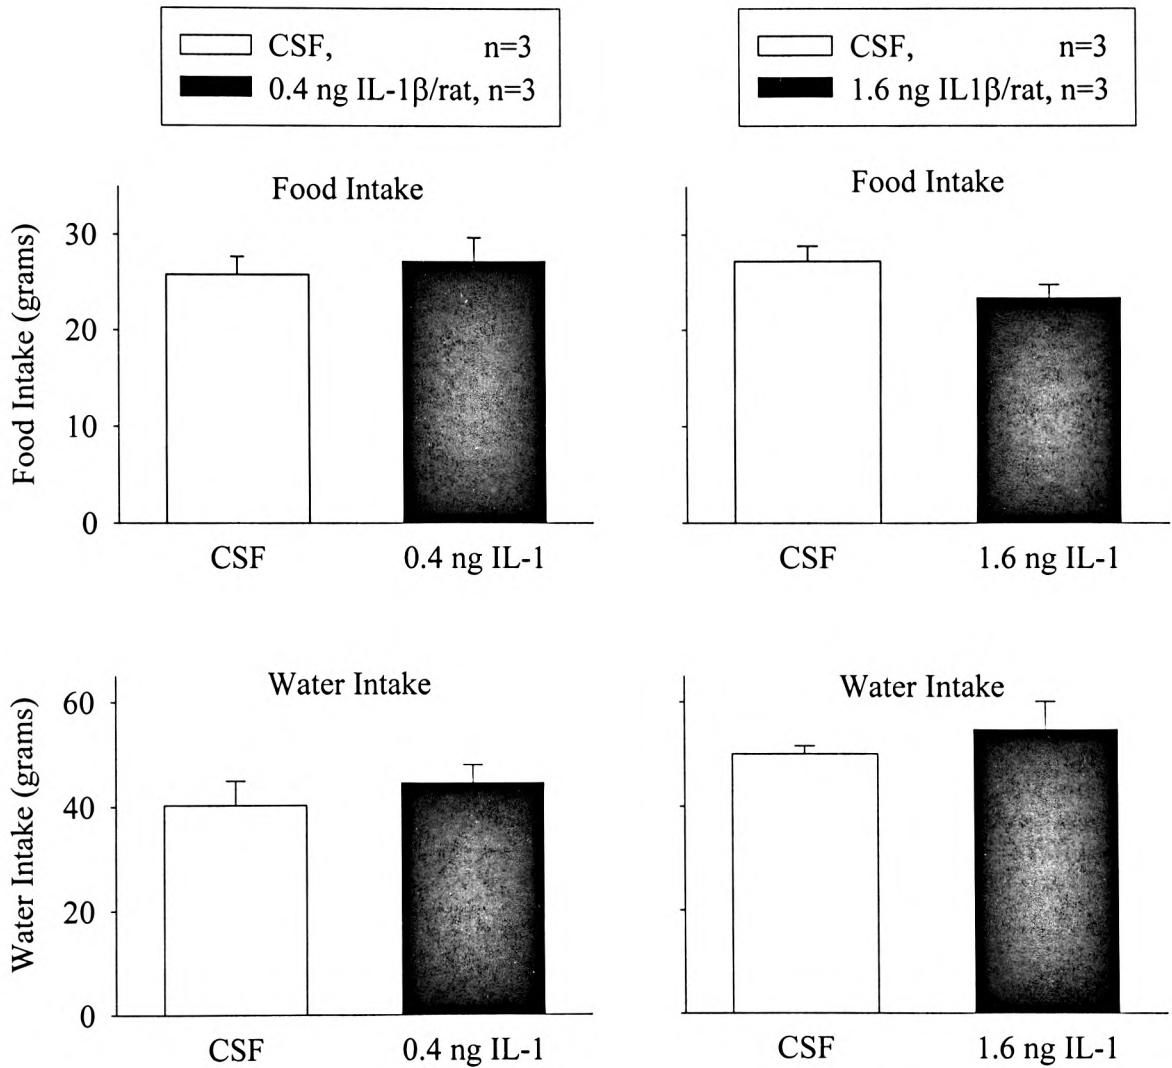 CSF, n=3
0.4 ng IL-1β/rat, n=3
CSF, n=3
1.6 ng IL1β/rat, n=3
Food Intake
Food Intake (grams)
30
20
10
0
CSF
0.4 ng IL-1
Food Intake
CSF
1.6 ng IL-1
Water Intake
Water Intake (grams)
60
40
20
0
CSF
0.4 ng IL-1
Water Intake
CSF
1.6 ng IL-1